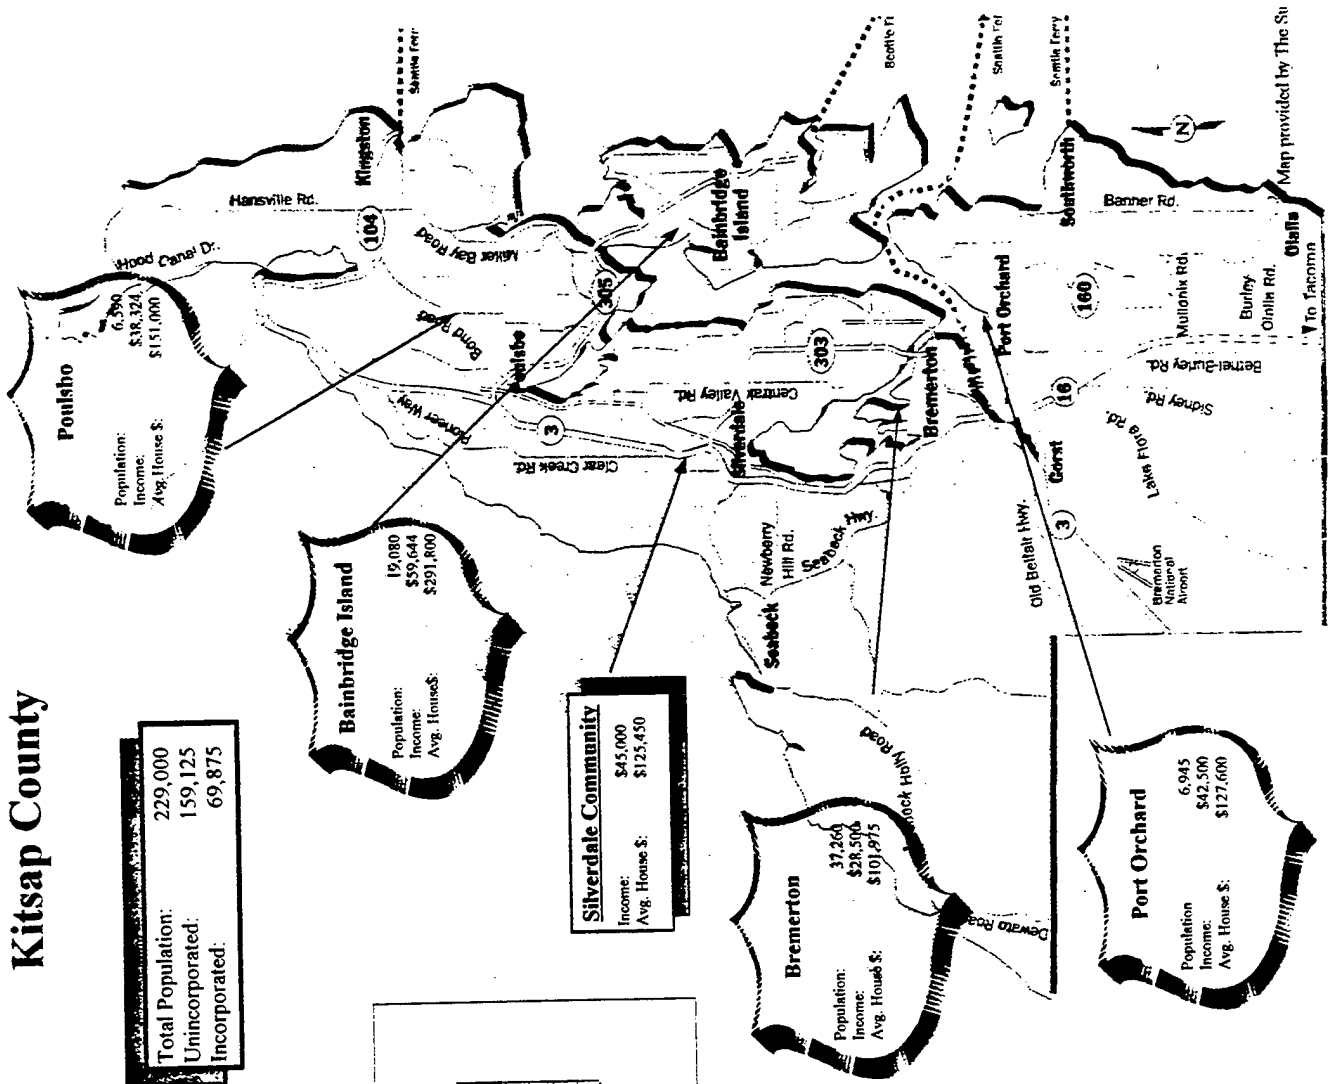 Kitsap County
Total Population: 229,000
Unincorporated: 159,125
Incorporated: 69,875
Poulsbo
Population: 6,590
Income: $38,324
Avg. House $: $151,000
Bainbridge Island
Population: 19,080
Income: $59,644
Avg. House$: $291,800
Silverdale Community
Income: $45,000
Avg. House $: $125,450
Bremerton
Population: 37,260
Income: $28,500
Avg. House $: $101,975
Port Orchard
Population 6,945
Income: $42,500
Avg. House $: $127,600
Hood Canal Dr.
Hansville Rd.
Kingston
104
Miller Bay Road
Bond Road
305
Poulsbo
Pioneer Way
3
Clear Creek Rd.
Central Valley Rd.
Silverdale
303
Bainbridge
Island
Newberry
Hill Rd.
Seabeck Hwy.
Seabeck
Holly Road
Dewato Road
Bremerton
Port Orchard
Gorst
Old Belfair Hwy.
3
16
160
Southworth
Banner Rd.
Mullenix Rd.
Burley
Olalla Rd.
Olalla
Bethel-Burley Rd.
Sidney Rd.
Lake Flora Rd.
Bremerton
National
Airport
To Tacoma
Seattle Ferry
N
Map provided by The Su